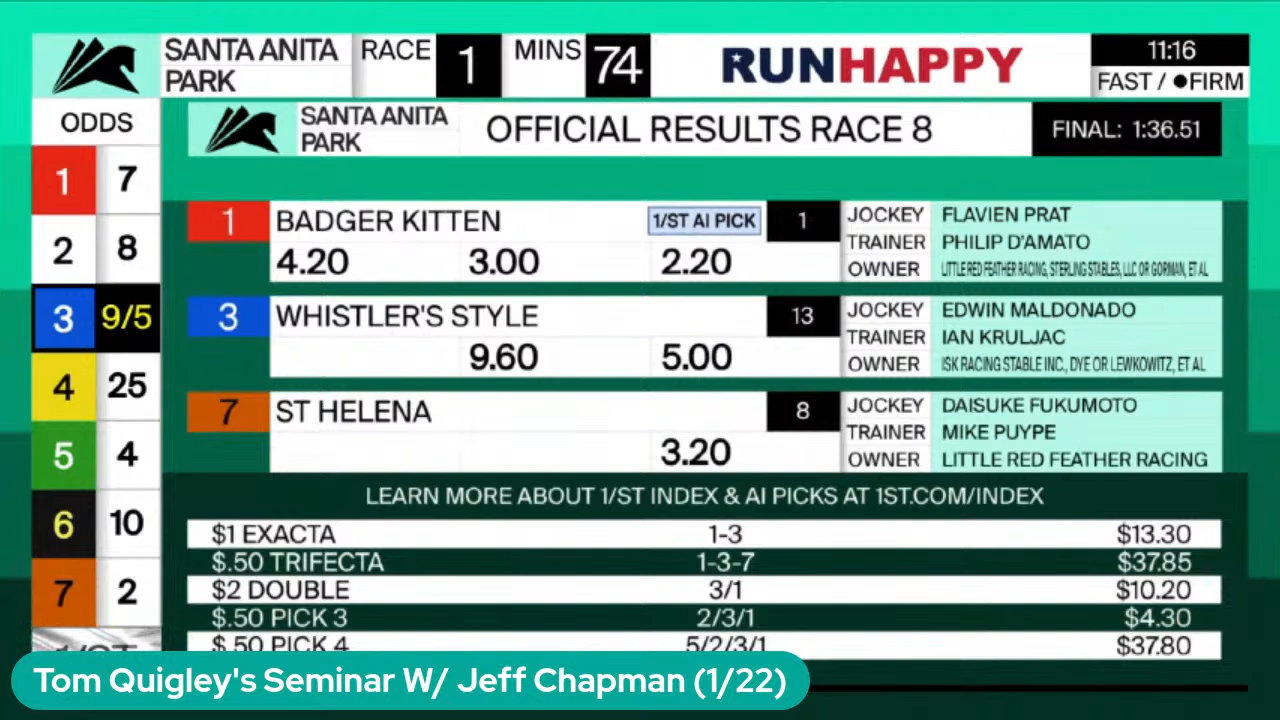 SANTA ANITA PARK
RACE 1
MINS 74
RUNHAPPY
11:16
FAST / ●FIRM
ODDS
1 7
2 8
3 9/5
4 25
5 4
6 10
7 2
SANTA ANITA PARK
OFFICIAL RESULTS RACE 8
FINAL: 1:36.51
1 BADGER KITTEN 1/ST AI PICK 1
4.20 3.00 2.20
JOCKEY FLAVIEN PRAT
TRAINER PHILIP D'AMATO
OWNER LITTLE RED FEATHER RACING, STERLING STABLES, LLC OR GORMAN, ET AL
3 WHISTLER'S STYLE 13
9.60 5.00
JOCKEY EDWIN MALDONADO
TRAINER IAN KRULJAC
OWNER ISK RACING STABLE INC., DYE OR LEWKOWITZ, ET AL
7 ST HELENA 8
3.20
JOCKEY DAISUKE FUKUMOTO
TRAINER MIKE PUYPE
OWNER LITTLE RED FEATHER RACING
LEARN MORE ABOUT 1/ST INDEX & AI PICKS AT 1ST.COM/INDEX
$1 EXACTA 1-3 $13.30
$.50 TRIFECTA 1-3-7 $37.85
$2 DOUBLE 3/1 $10.20
$.50 PICK 3 2/3/1 $4.30
$.50 PICK 4 5/2/3/1 $37.80
Tom Quigley's Seminar W/ Jeff Chapman (1/22)